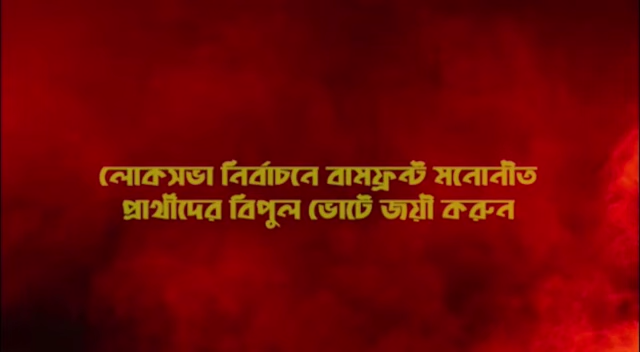 লোকসভা নির্বাচনে বামফ্রন্ট মনোনীত
প্রার্থীদের বিপুল ভোটে জয়ী করুন